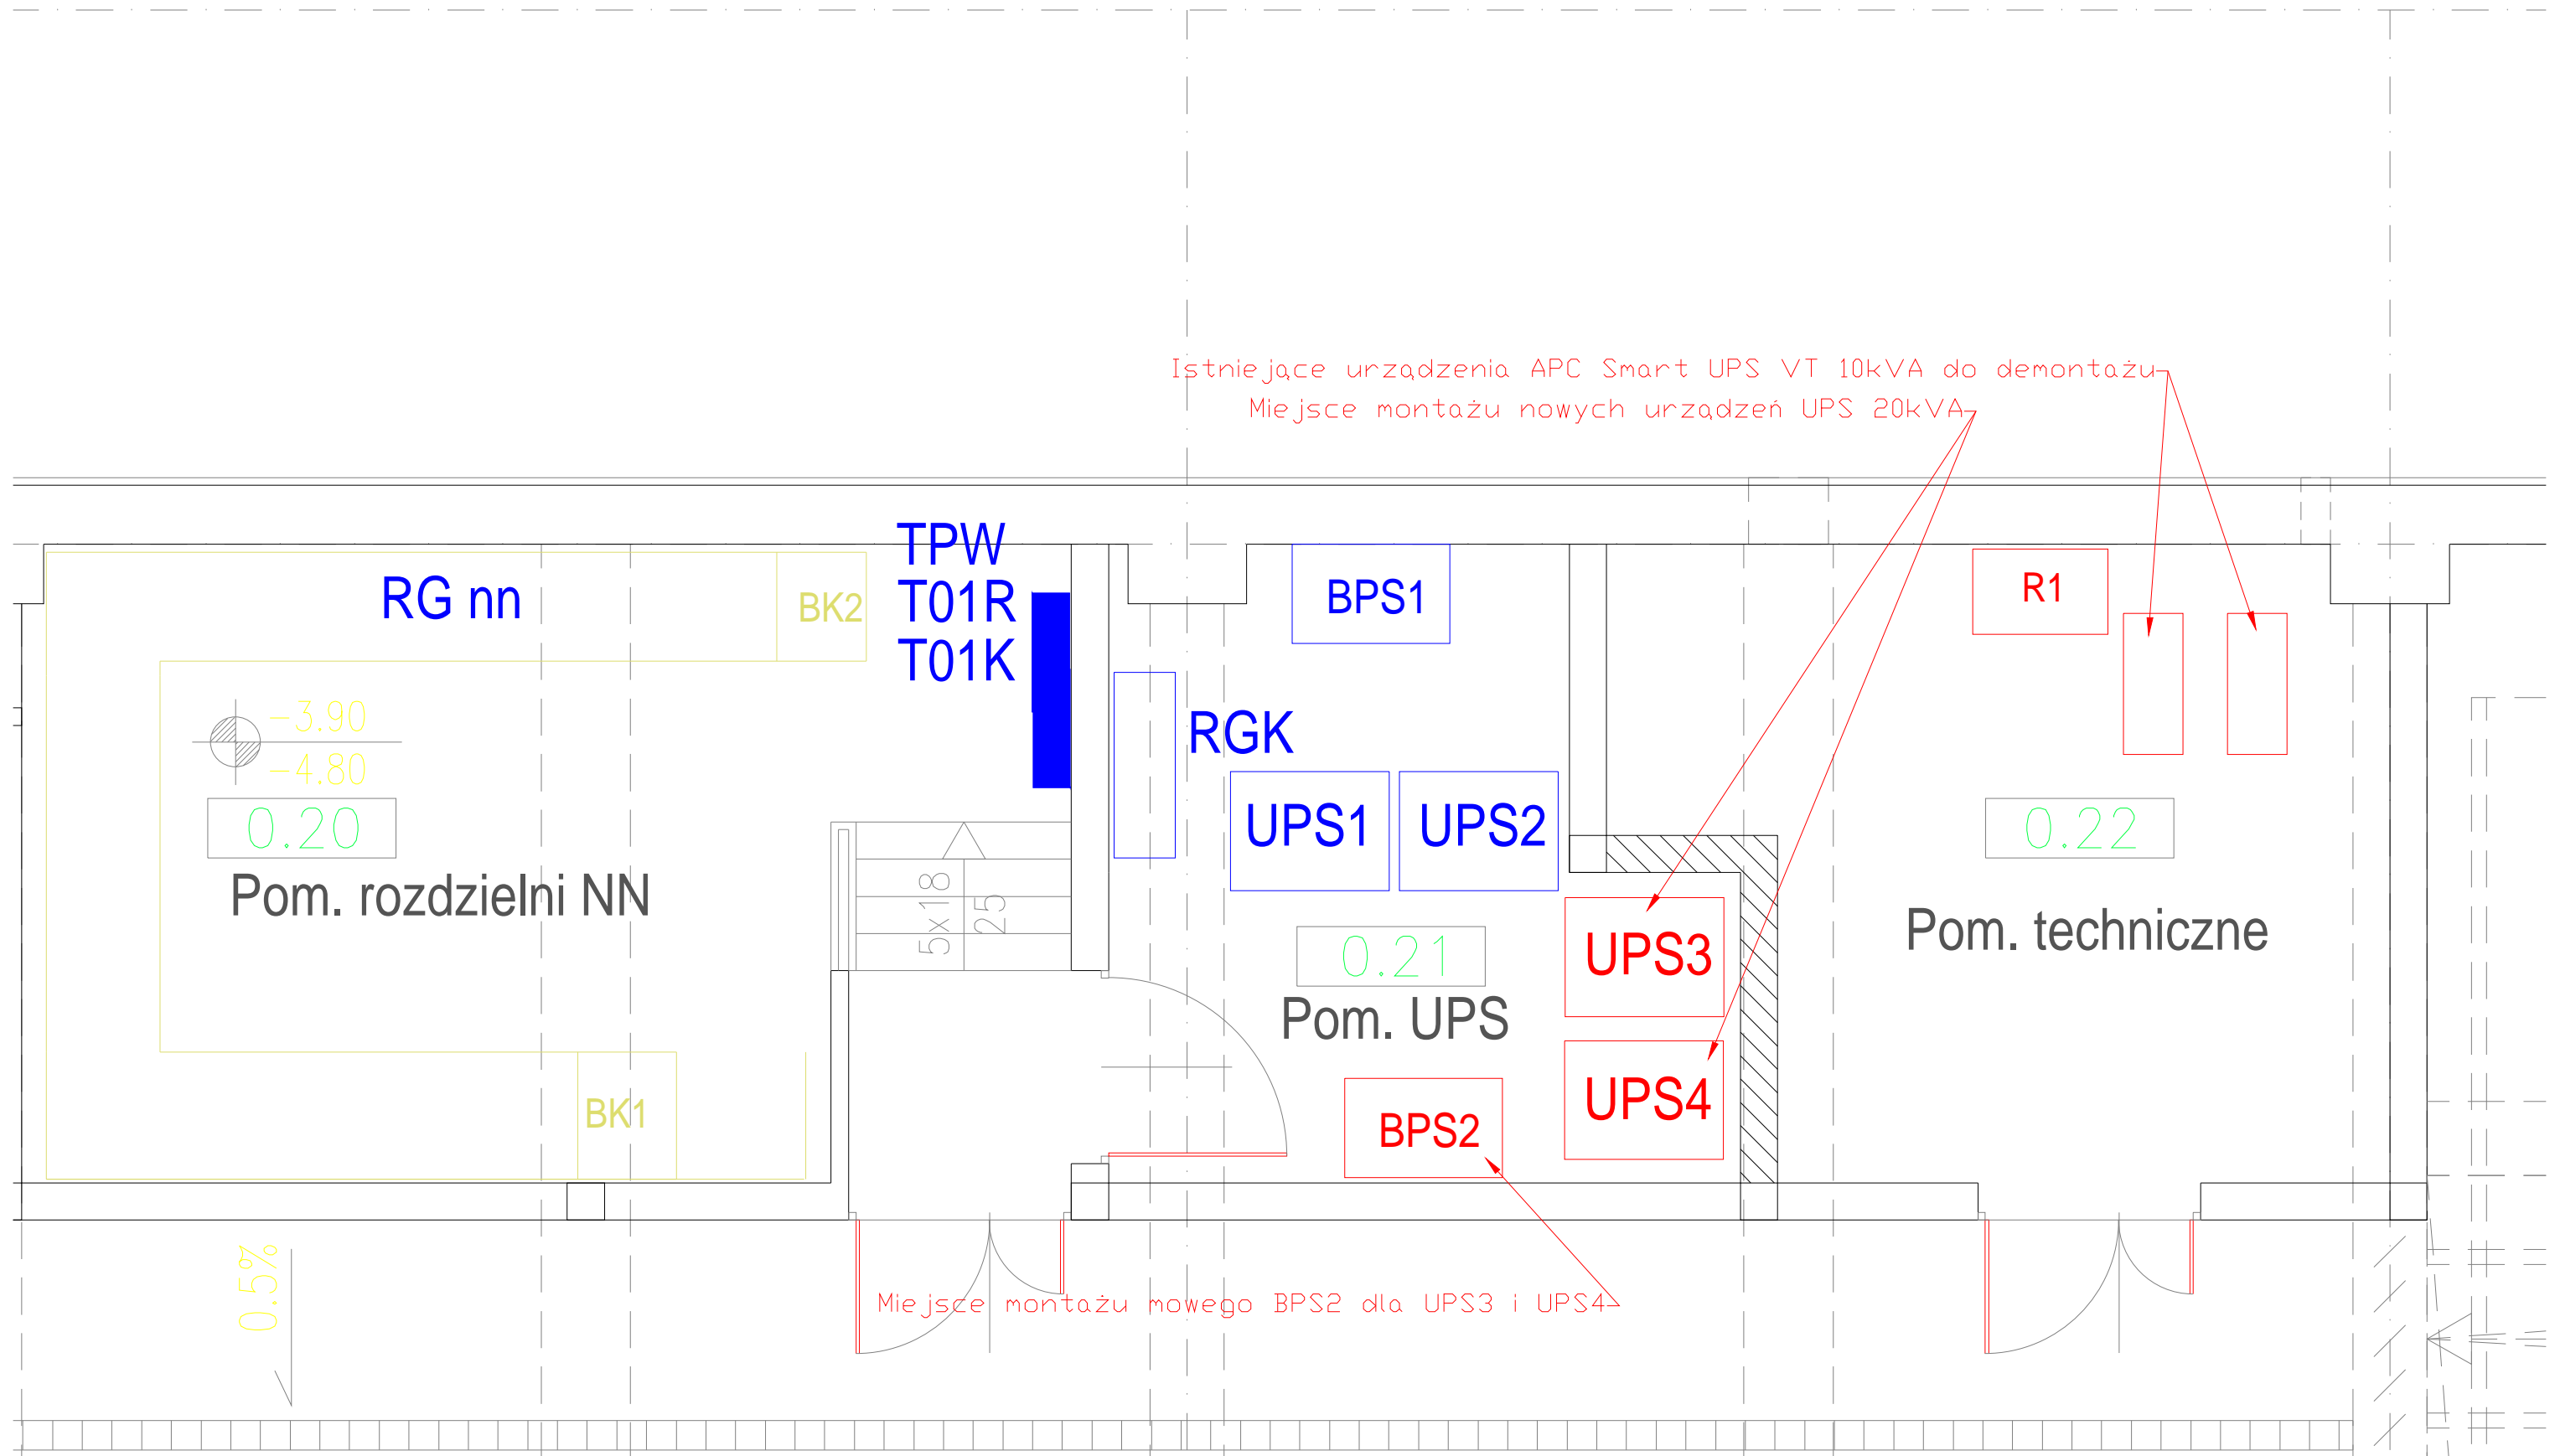 Istniejące urządzenia APC Smart UPS VT 10kVA do demontażu
Miejsce montażu nowych urządzeń UPS 20kVA
TPW
T01R
T01K
RG nn
BK2
BPS1
R1
-3.90
-4.80
RGK
0.20
Pom. rozdzielni NN
UPS1
UPS2
0.22
Pom. techniczne
5x18
25
0.21
Pom. UPS
UPS3
UPS4
BK1
BPS2
0.5%
Miejsce montażu mowego BPS2 dla UPS3 i UPS4